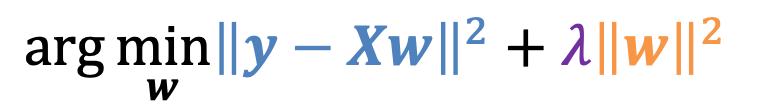 arg min‖y − Xw‖² + λ‖w‖²
w